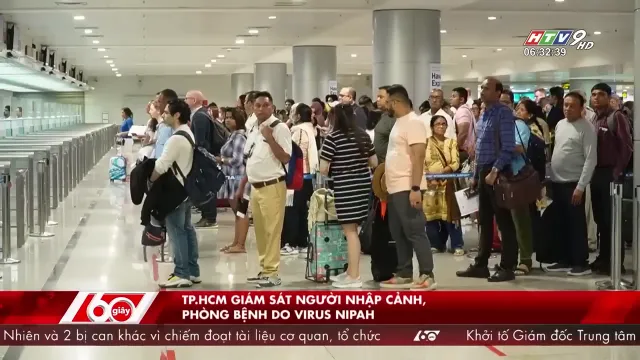 HTV9 HD
06:32:39
60 giây
TP.HCM GIÁM SÁT NGƯỜI NHẬP CẢNH,
PHÒNG BỆNH DO VIRUS NIPAH
Nhiên và 2 bị can khác vì chiếm đoạt tài liệu cơ quan, tổ chức 60 Khởi tố Giám đốc Trung tâm